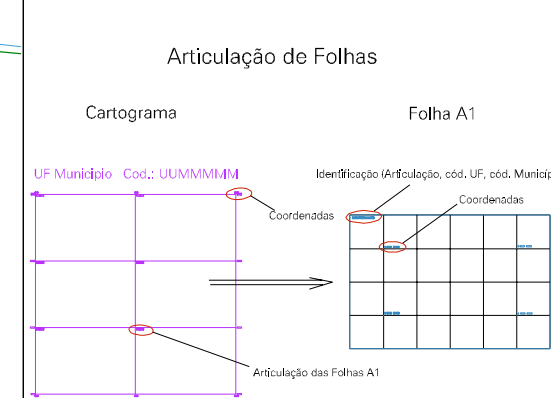 Articulação de Folhas
Cartograma
Folha A1
UF Municipio Cod.: UUMMMMM
Identificação (Articulação, cód. UF, cód.
Coordenadas
Coordenadas
Articulação das Folhas A1